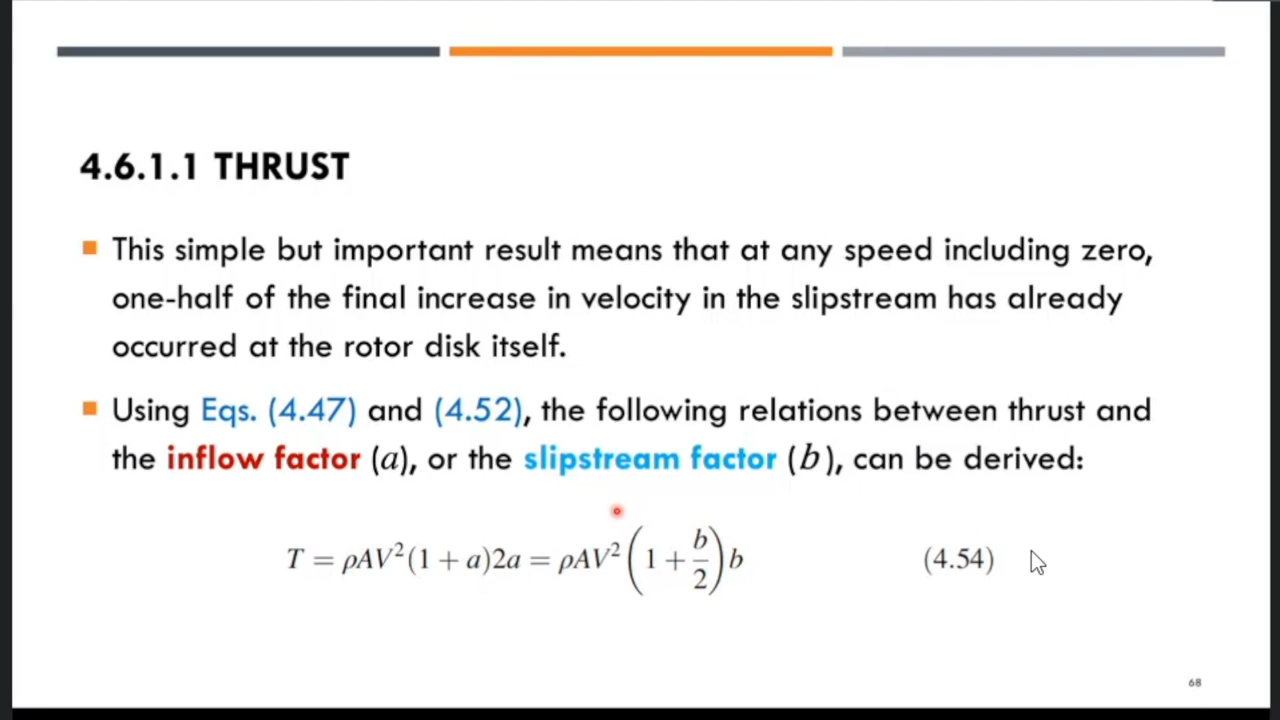 4.6.1.1 THRUST
This simple but important result means that at any speed including zero,
one-half of the final increase in velocity in the slipstream has already
occurred at the rotor disk itself.
Using Eqs. (4.47) and (4.52), the following relations between thrust and
the inflow factor (a), or the slipstream factor (b), can be derived:
T = ρAV²(1 + a)2a = ρAV²(1 + b/2)b (4.54)
68